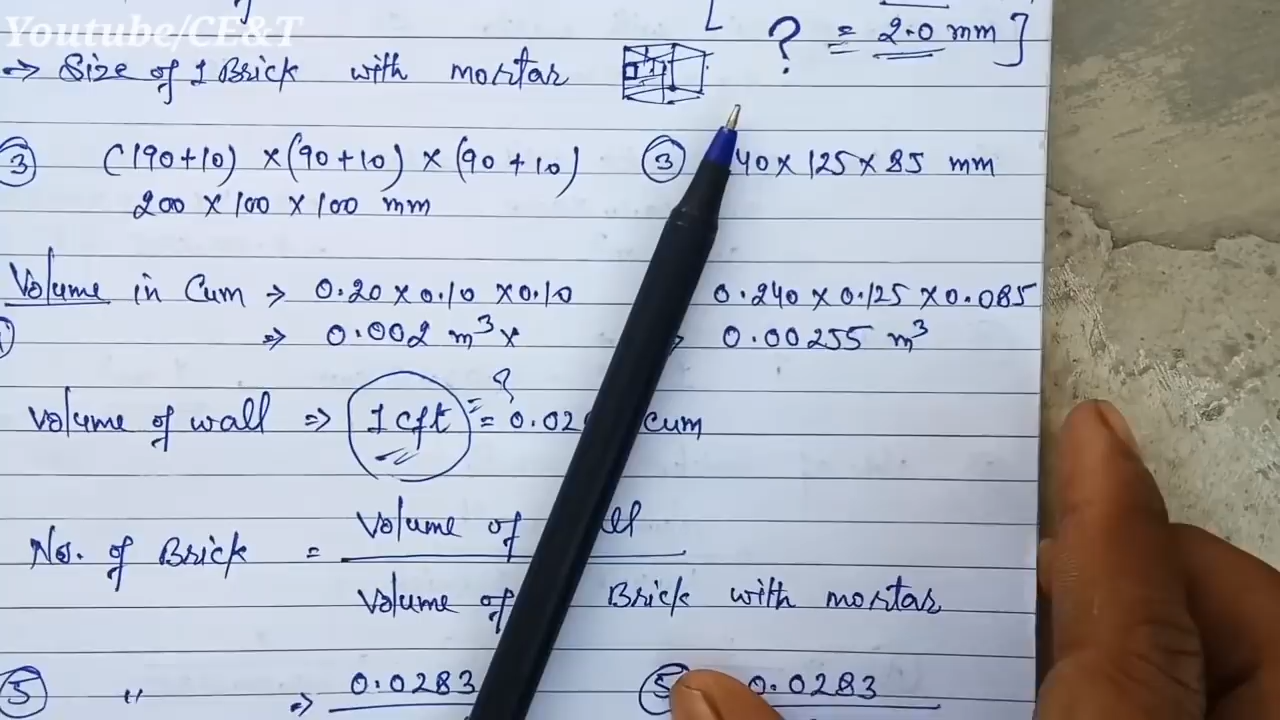 Youtube/CE&T
? = 2.0 mm ]
⇒ Size of 1 Brick with mortar
③ (190+10) × (90+10) × (90+10)
200 × 100 × 100 mm
③ 40 × 125 × 85 mm
Volume in Cum → 0.20 × 0.10 × 0.10
⇒ 0.002 m³ ×
0.240 × 0.125 × 0.085
0.00255 m³
Volume of wall ⇒ 1 cft = ?
= 0.02 Cum
No. of Brick = Volume of
Volume of Brick with mortar
⑤ " ⇒ 0.0283
⑤ 0.0283